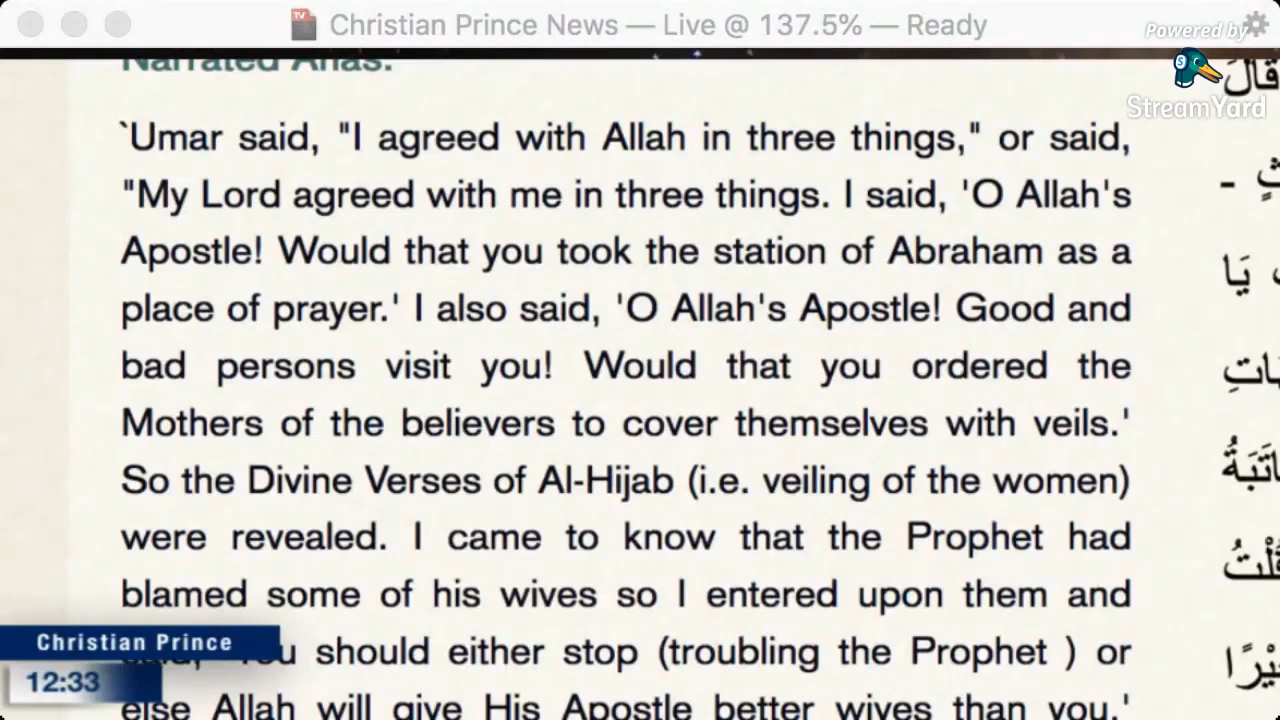 Christian Prince News — Live @ 137.5% — Ready
Powered by
StreamYard
Narrated Anas:
`Umar said, "I agreed with Allah in three things," or said,
"My Lord agreed with me in three things. I said, 'O Allah's
Apostle! Would that you took the station of Abraham as a
place of prayer.' I also said, 'O Allah's Apostle! Good and
bad persons visit you! Would that you ordered the
Mothers of the believers to cover themselves with veils.'
So the Divine Verses of Al-Hijab (i.e. veiling of the women)
were revealed. I came to know that the Prophet had
blamed some of his wives so I entered upon them and
should either stop (troubling the Prophet ) or
else Allah will give His Apostle better wives than you.'
قَالَ
يَا
Christian Prince
12:33